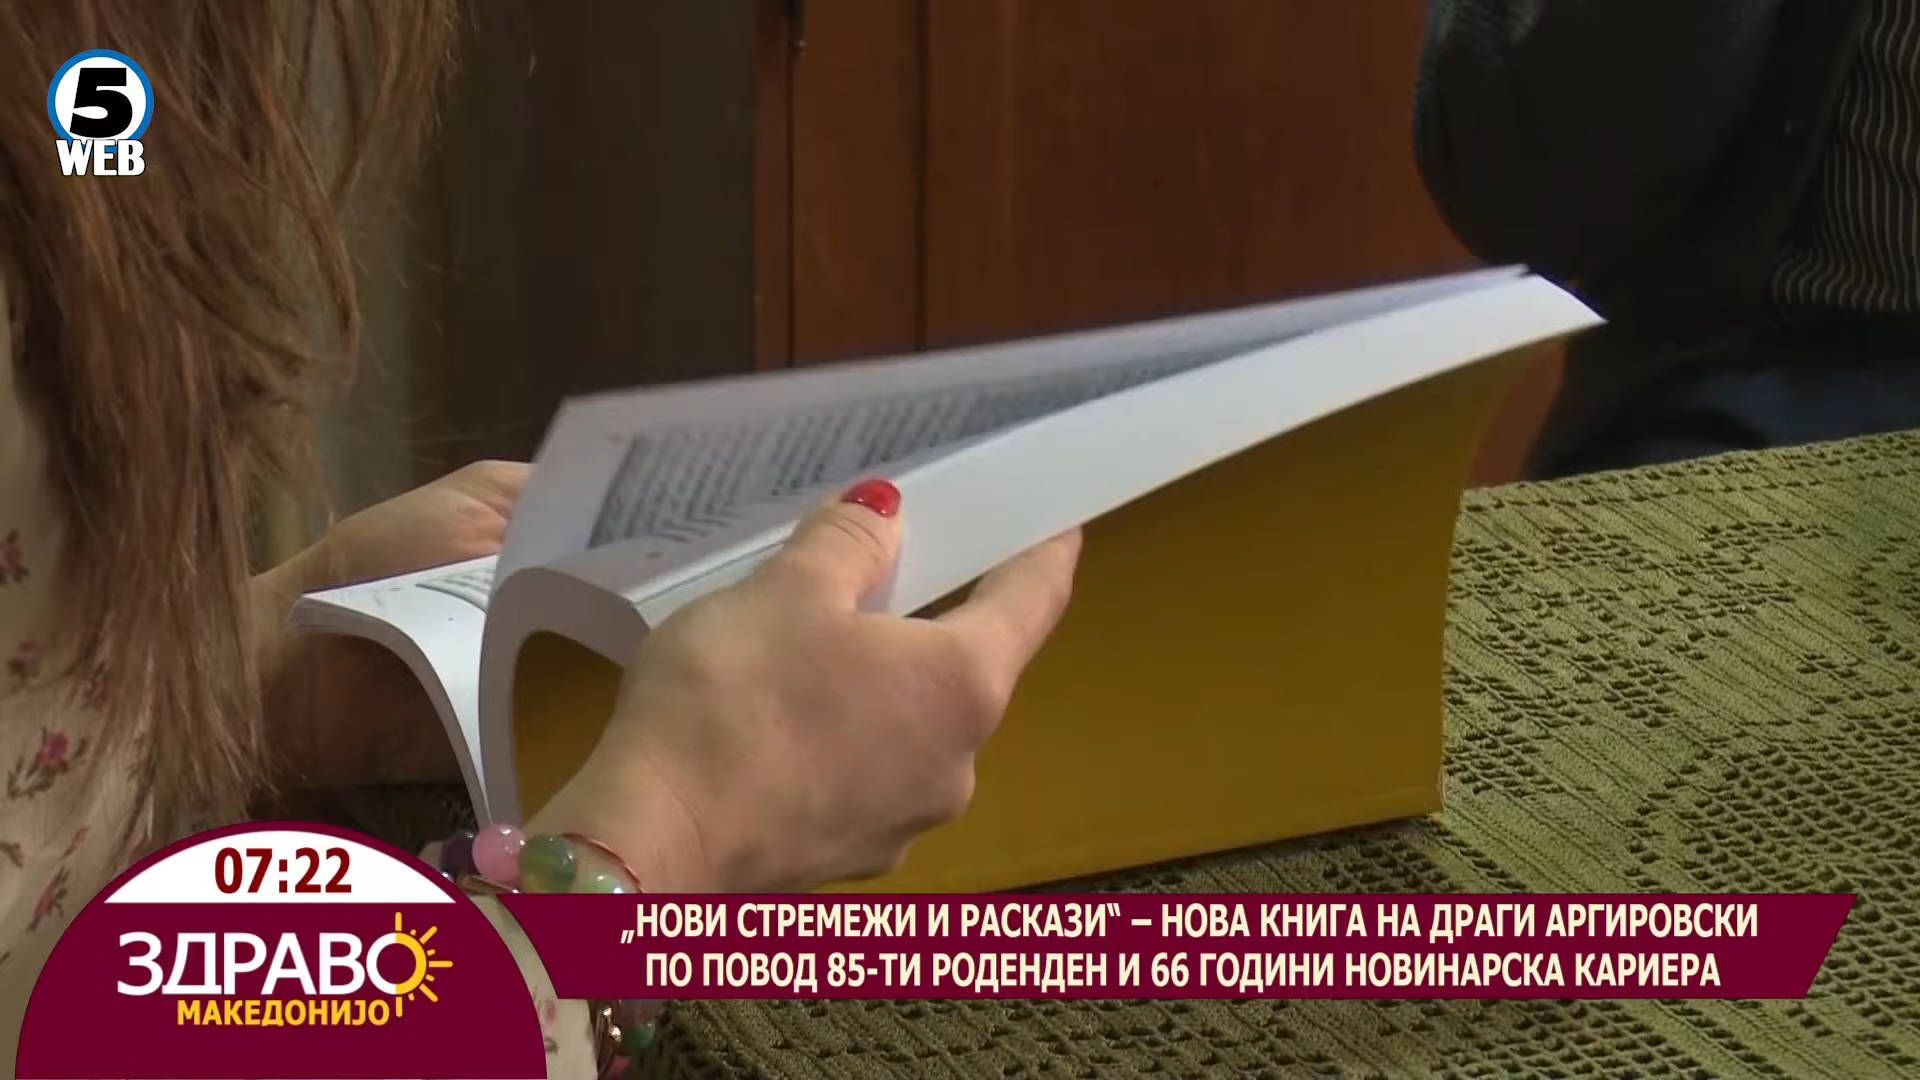 5
WEB
07:22
ЗДРАВО
МАКЕДОНИЈО
„НОВИ СТРЕМЕЖИ И РАСКАЗИ“ – НОВА КНИГА НА ДРАГИ АРГИРОВСКИ
ПО ПОВОД 85-ТИ РОДЕНДЕН И 66 ГОДИНИ НОВИНАРСКА КАРИЕРА